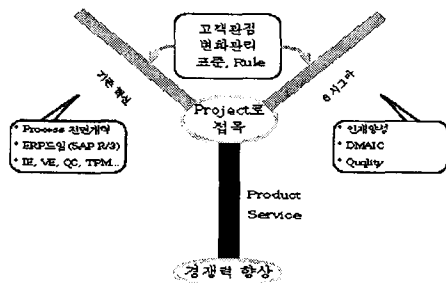 고객관점
변화관리
표준, Rule
기존 혁신
6 시그마
Project로
접목
• Process 전면개혁
• ERP도입 (SAP R/3)
• IE, VE, QC, TPM...
• 인재양성
• DMAIC
• Quqlity
Product
Service
경쟁력 향상